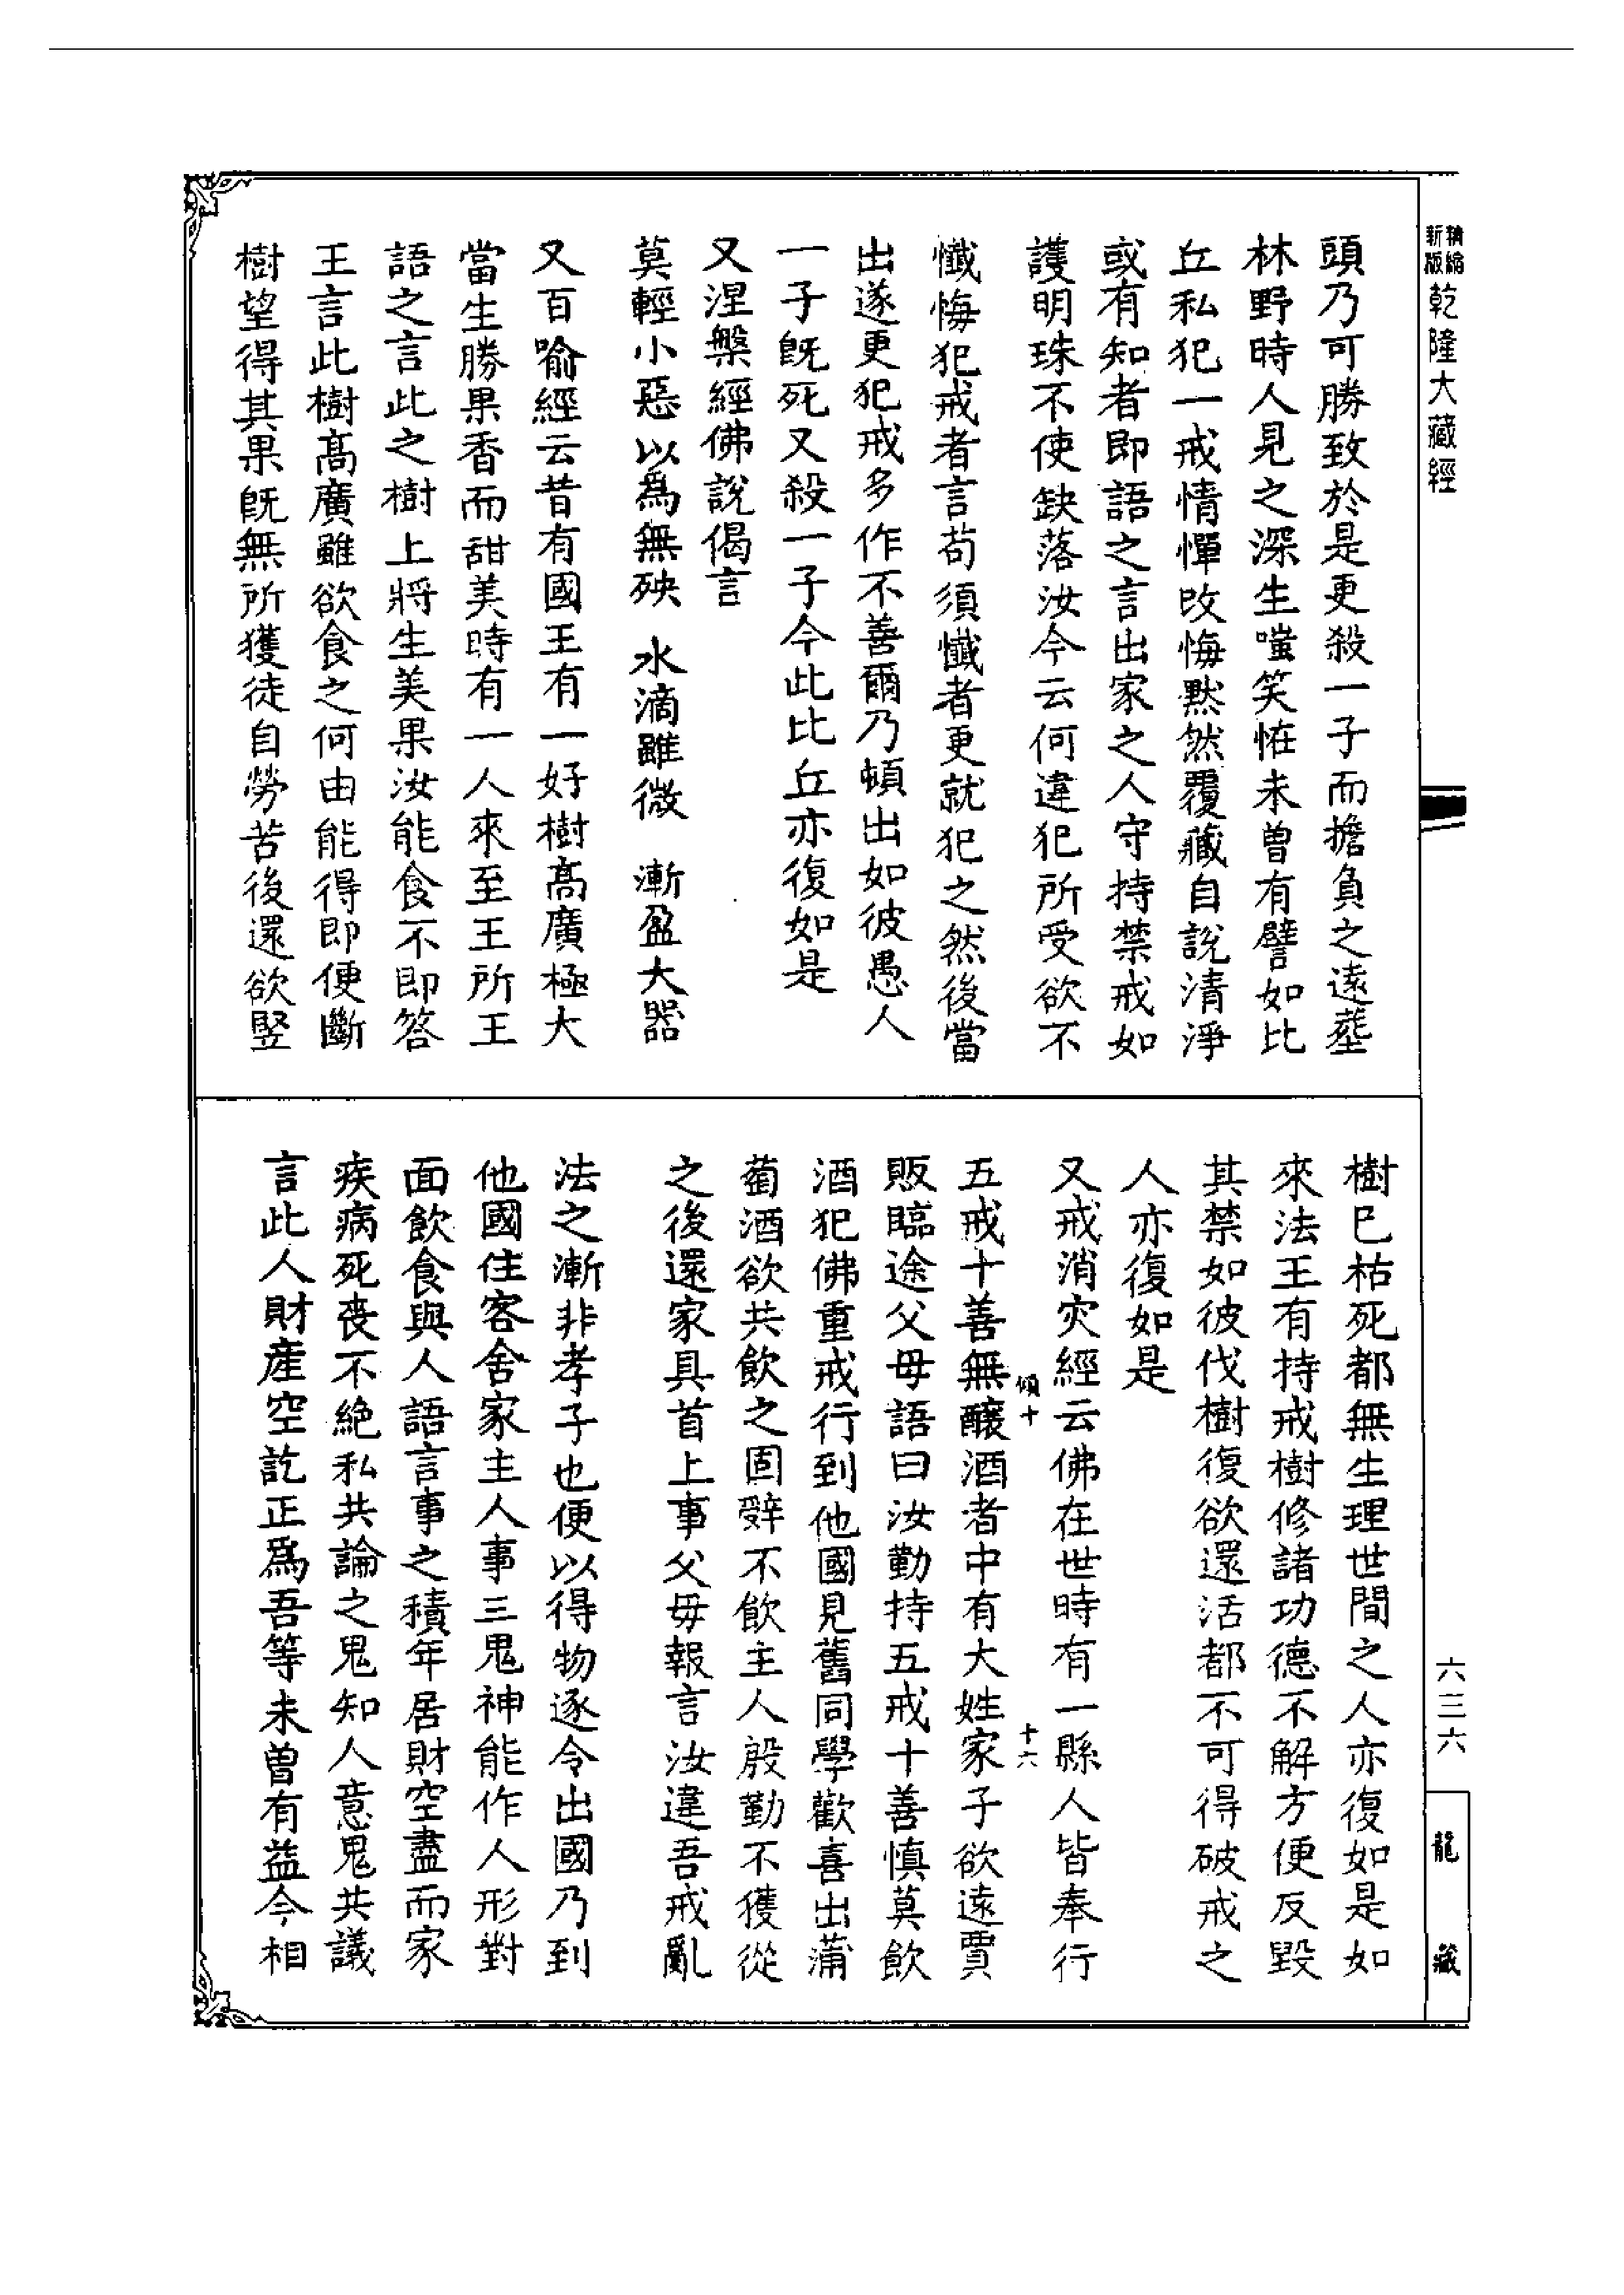 精縮新版乾隆大藏經
頭乃可勝致於是更殺一子而擔負之遠塟
林野時人見之深生嗤笑恠未曽有譬如比
丘私犯一戒情憚改悔黙然覆藏自說清淨
或有知者即語之言出家之人守持禁戒如
護明珠不使缺落汝今云何違犯所受欲不
懺悔犯戒者言苟須懺者更就犯之然後當
出遂更犯戒多作不善爾乃頓出如彼愚人
一子旣死又殺一子今此比丘亦復如是
又涅槃經佛說偈言
莫輕小惡 以爲無殃 水滴雖微 漸盈大器
又百喻經云昔有國王有一好樹髙廣極大
當生勝果香而甜美時有一人來至王所王
語之言此之樹上將生美果汝能食不即答
王言此樹髙廣雖欲食之何由能得即便斷
樹望得其果旣無所獲徒自勞苦後還欲竪
樹已枯死都無生理世間之人亦復如是如
來法王有持戒樹修諸功德不解方便反毀
其禁如彼伐樹復欲還活都不可得破戒之
人亦復如是
又戒消灾經云佛在世時有一縣人皆奉行
傾十 十六
五戒十善無釀酒者中有大姓家子欲遠賈
販臨途父母語曰汝勤持五戒十善慎莫飲
酒犯佛重戒行到他國見舊同學歡喜出蒲
萄酒欲共飲之固辤不飲主人殷勤不獲從
之後還家具首上事父母報言汝違吾戒亂
法之漸非孝子也便以得物逐令出國乃到
他國住客舍家主人事三鬼神能作人形對
面飲食與人語言事之積年居財空盡而家
疾病死喪不絶私共論之鬼知人意鬼共議
言此人財産空訖正爲吾等未曽有益今相
六三六
龍藏